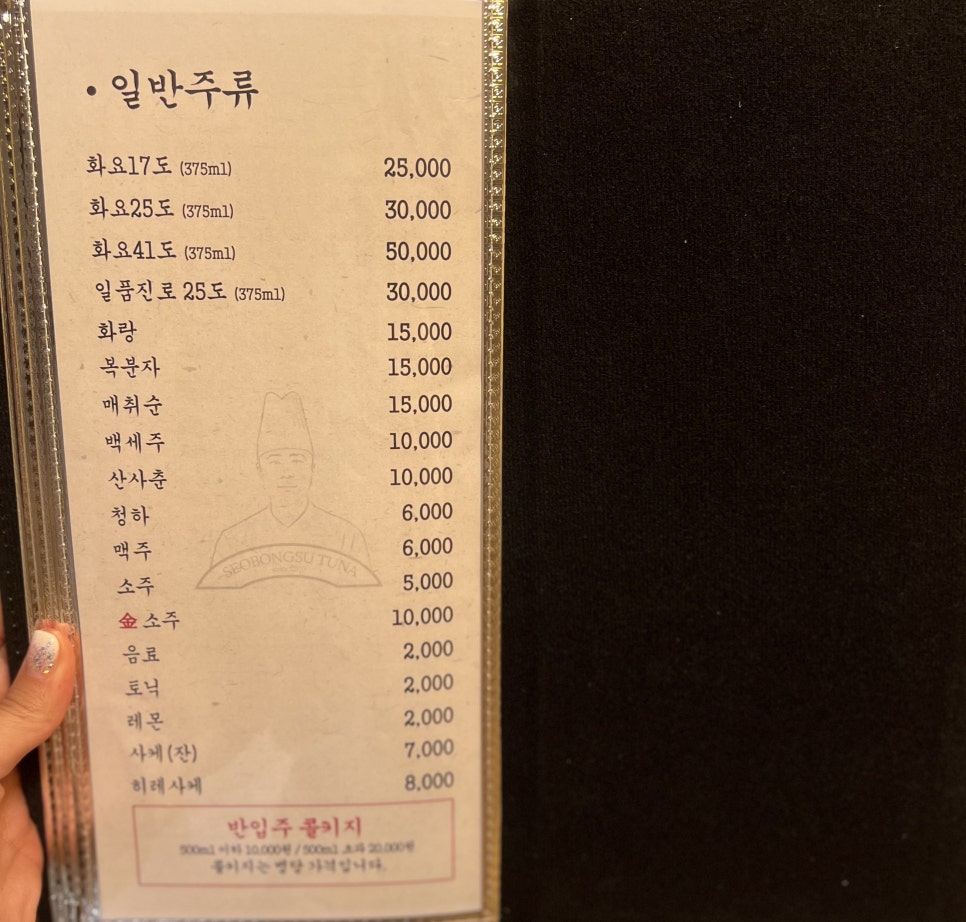 • 일반주류
화요17도 (375ml) 25,000
화요25도 (375ml) 30,000
화요41도 (375ml) 50,000
일품진로 25도 (375ml) 30,000
화랑 15,000
복분자 15,000
매취순 15,000
백세주 10,000
산사춘 10,000
청하 6,000
맥주 6,000
SEOBONGSU TUNA
소주 5,000
金 소주 10,000
음료 2,000
토닉 2,000
레몬 2,000
사케(잔) 7,000
히레사케 8,000
반입주 콜키지
500ml 이하 10,000원 / 500ml 초과 20,000원
콜키지는 병당 가격입니다.